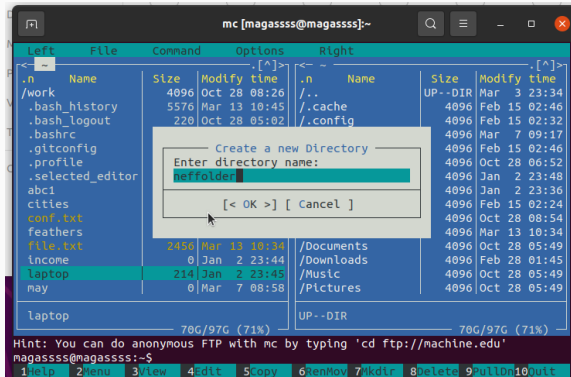 mc [magassss@magassss]:~
Left File Command Options Right
<─ ~ .[^]> <─ ~ .[^]>
.n Name Size Modify time .n Name Size Modify time
/work 4096 Oct 28 08:26 /.. UP--DIR Mar 3 23:34
.bash_history 5576 Mar 13 10:45 /.cache 4096 Feb 15 02:46
.bash_logout 220 Oct 28 05:02 /.config 4096 Feb 15 02:32
.bashrc 4096 Mar 7 09:17
.gitconfig Create a new Directory 4096 Feb 15 02:46
.profile Enter directory name: 4096 Oct 28 06:52
.selected_editor neffolder 4096 Jan 2 23:48
abc1 4096 Jan 2 23:36
cities [< OK >] [ Cancel ] 4096 Feb 15 02:24
conf.txt 4096 Oct 28 08:54
feathers 4096 Mar 13 10:34
file.txt 2456 Mar 13 10:34 /Documents 4096 Oct 28 05:49
income 0 Jan 2 23:44 /Downloads 4096 Feb 28 01:45
laptop 214 Jan 2 23:45 /Music 4096 Oct 28 05:49
may 0 Mar 7 08:58 /Pictures 4096 Oct 28 05:49
laptop UP--DIR
70G/97G (71%) 70G/97G (71%)
Hint: You can do anonymous FTP with mc by typing 'cd ftp://machine.edu'
magassss@magassss:~$
1Help 2Menu 3View 4Edit 5Copy 6RenMov 7Mkdir 8Delete 9PullDn 10Quit